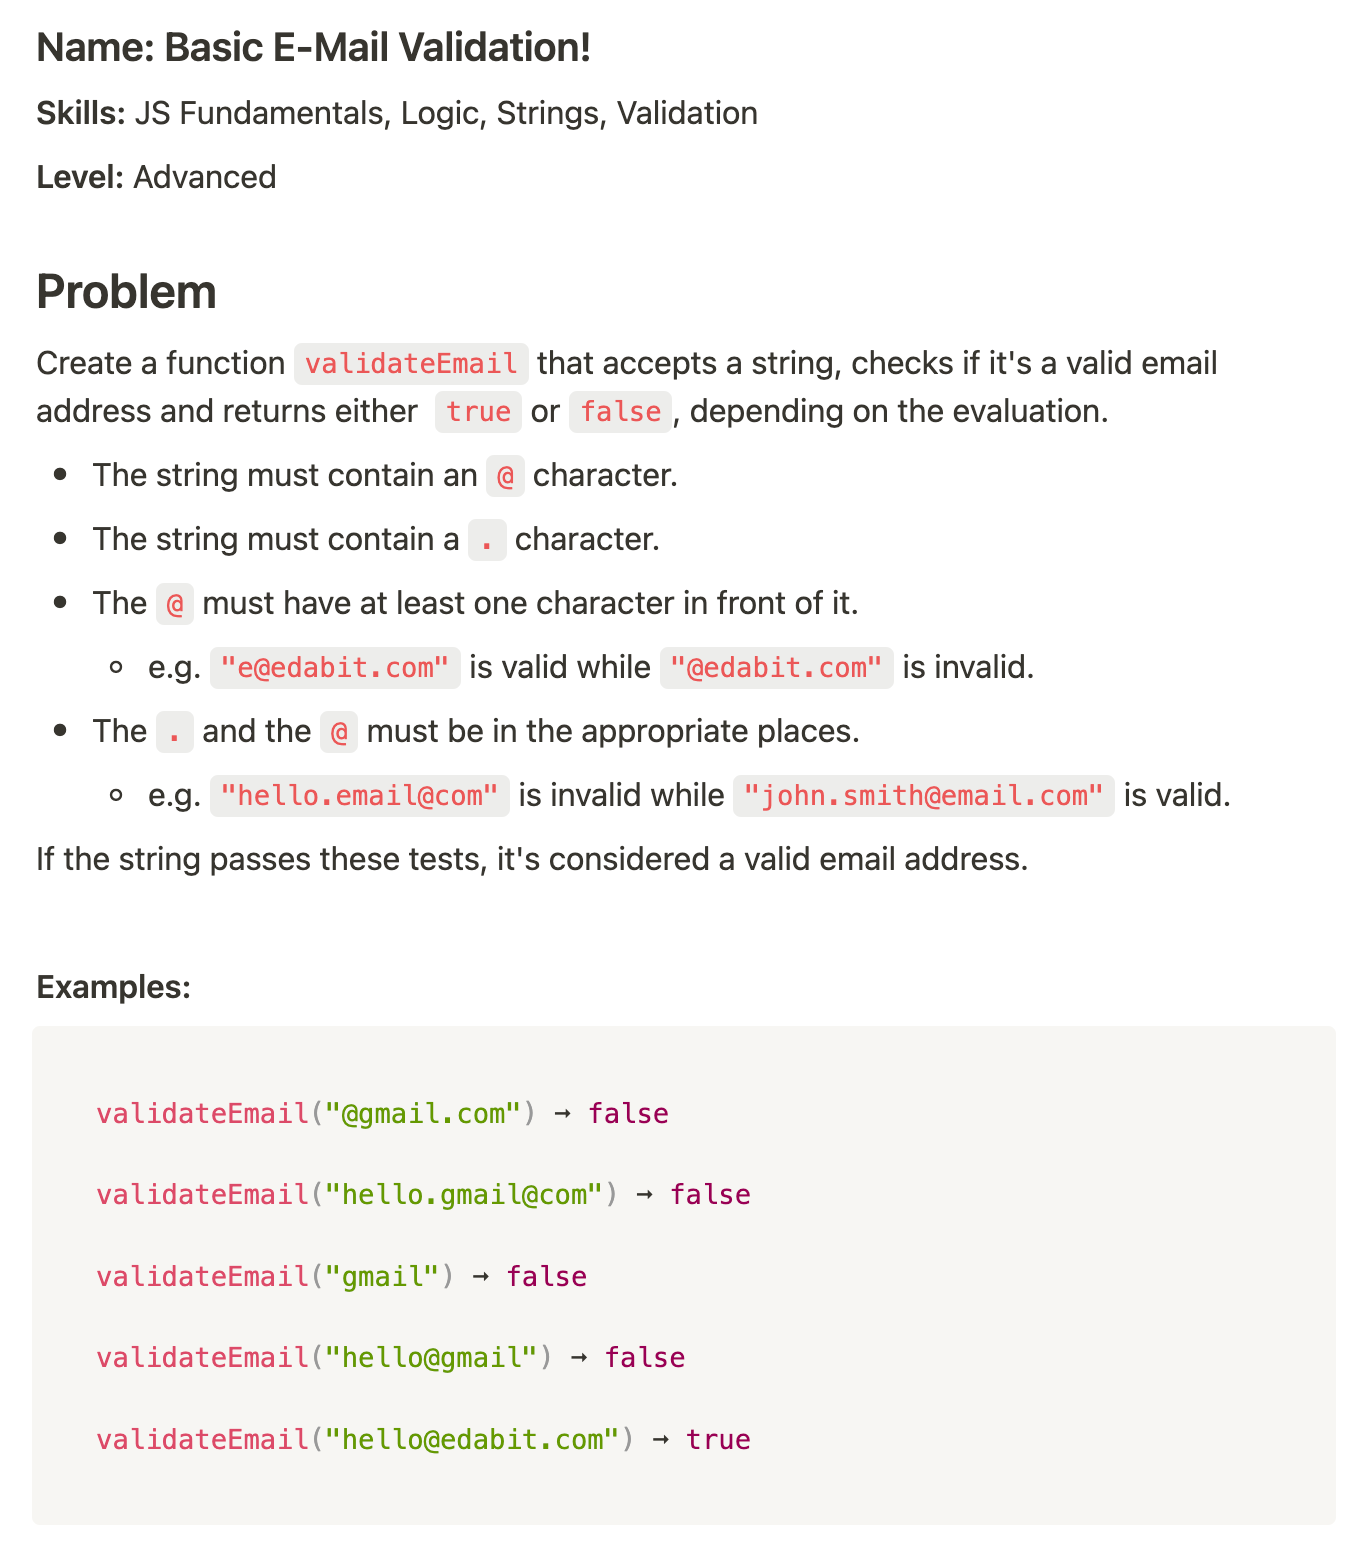 Name: Basic E-Mail Validation!
Skills: JS Fundamentals, Logic, Strings, Validation
Level: Advanced
Problem
Create a function validateEmail that accepts a string, checks if it's a valid email
address and returns either true or false, depending on the evaluation.
• The string must contain an @ character.
• The string must contain a . character.
• The @ must have at least one character in front of it.
◦ e.g. "e@edabit.com" is valid while "@edabit.com" is invalid.
• The . and the @ must be in the appropriate places.
◦ e.g. "hello.email@com" is invalid while "john.smith@email.com" is valid.
If the string passes these tests, it's considered a valid email address.
Examples:
validateEmail("@gmail.com") ➞ false
validateEmail("hello.gmail@com") ➞ false
validateEmail("gmail") ➞ false
validateEmail("hello@gmail") ➞ false
validateEmail("hello@edabit.com") ➞ true